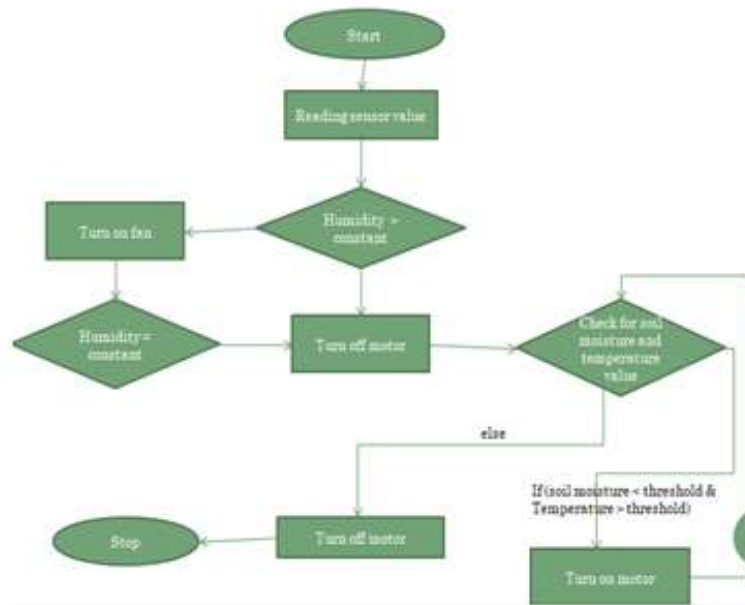 Start
Reading sensor value
Humidity >
constant
Turn on fan
Humidity =
constant
Turn off motor
Check for soil
moisture and
temperature
value
else
If (soil moisture < threshold &
Temperature > threshold)
Turn off motor
Stop
Turn on motor